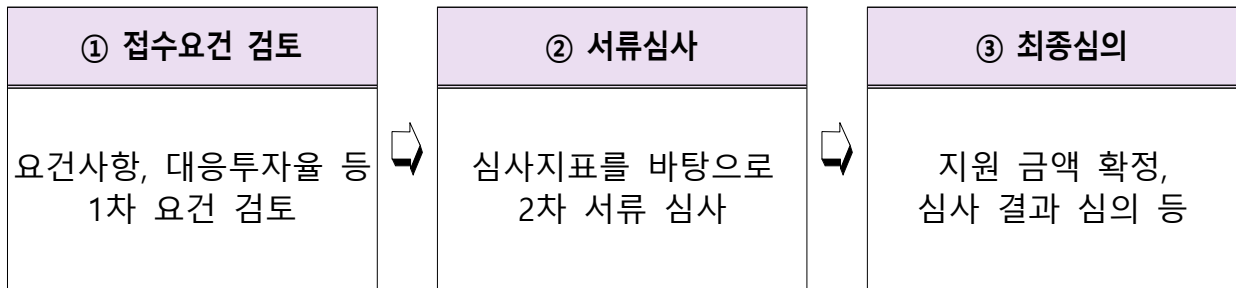 ① 접수요건 검토
요건사항, 대응투자율 등
1차 요건 검토
② 서류심사
심사지표를 바탕으로
2차 서류 심사
③ 최종심의
지원 금액 확정,
심사 결과 심의 등